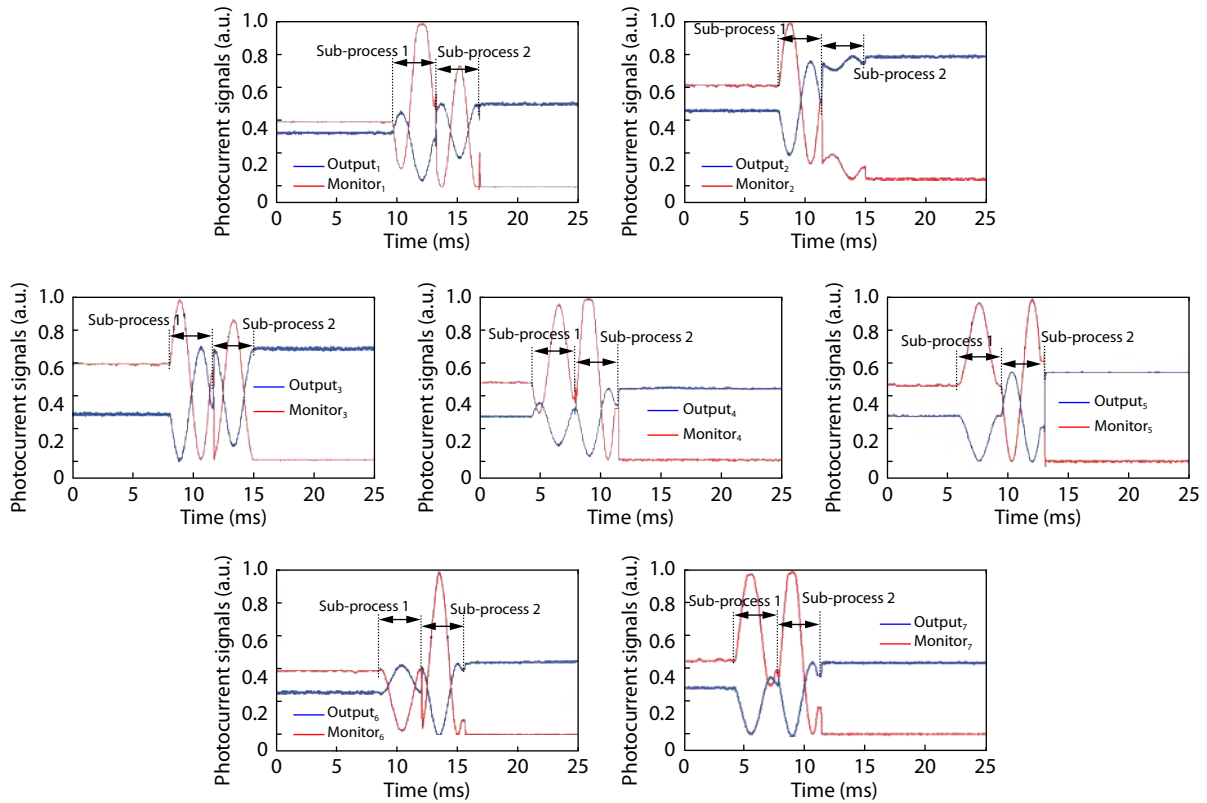 Photocurrent signals (a.u.)
1.0
0.8
0.6
0.4
0.2
0
Sub-process 1
Sub-process 2
Output₁
Monitor₁
0 5 10 15 20 25
Time (ms)
Photocurrent signals (a.u.)
1.0
0.8
0.6
0.4
0.2
0
Sub-process 1
Sub-process 2
Output₂
Monitor₂
0 5 10 15 20 25
Time (ms)
Photocurrent signals (a.u.)
1.0
0.8
0.6
0.4
0.2
0
Sub-process 1
Sub-process 2
Output₃
Monitor₃
0 5 10 15 20 25
Time (ms)
Photocurrent signals (a.u.)
1.0
0.8
0.6
0.4
0.2
0
Sub-process 1
Sub-process 2
Output₄
Monitor₄
0 5 10 15 20 25
Time (ms)
Photocurrent signals (a.u.)
1.0
0.8
0.6
0.4
0.2
0
Sub-process 1
Sub-process 2
Output₅
Monitor₅
0 5 10 15 20 25
Time (ms)
Photocurrent signals (a.u.)
1.0
0.8
0.6
0.4
0.2
0
Sub-process 1
Sub-process 2
Output₆
Monitor₆
0 5 10 15 20 25
Time (ms)
Photocurrent signals (a.u.)
1.0
0.8
0.6
0.4
0.2
0
Sub-process 1
Sub-process 2
Output₇
Monitor₇
0 5 10 15 20 25
Time (ms)